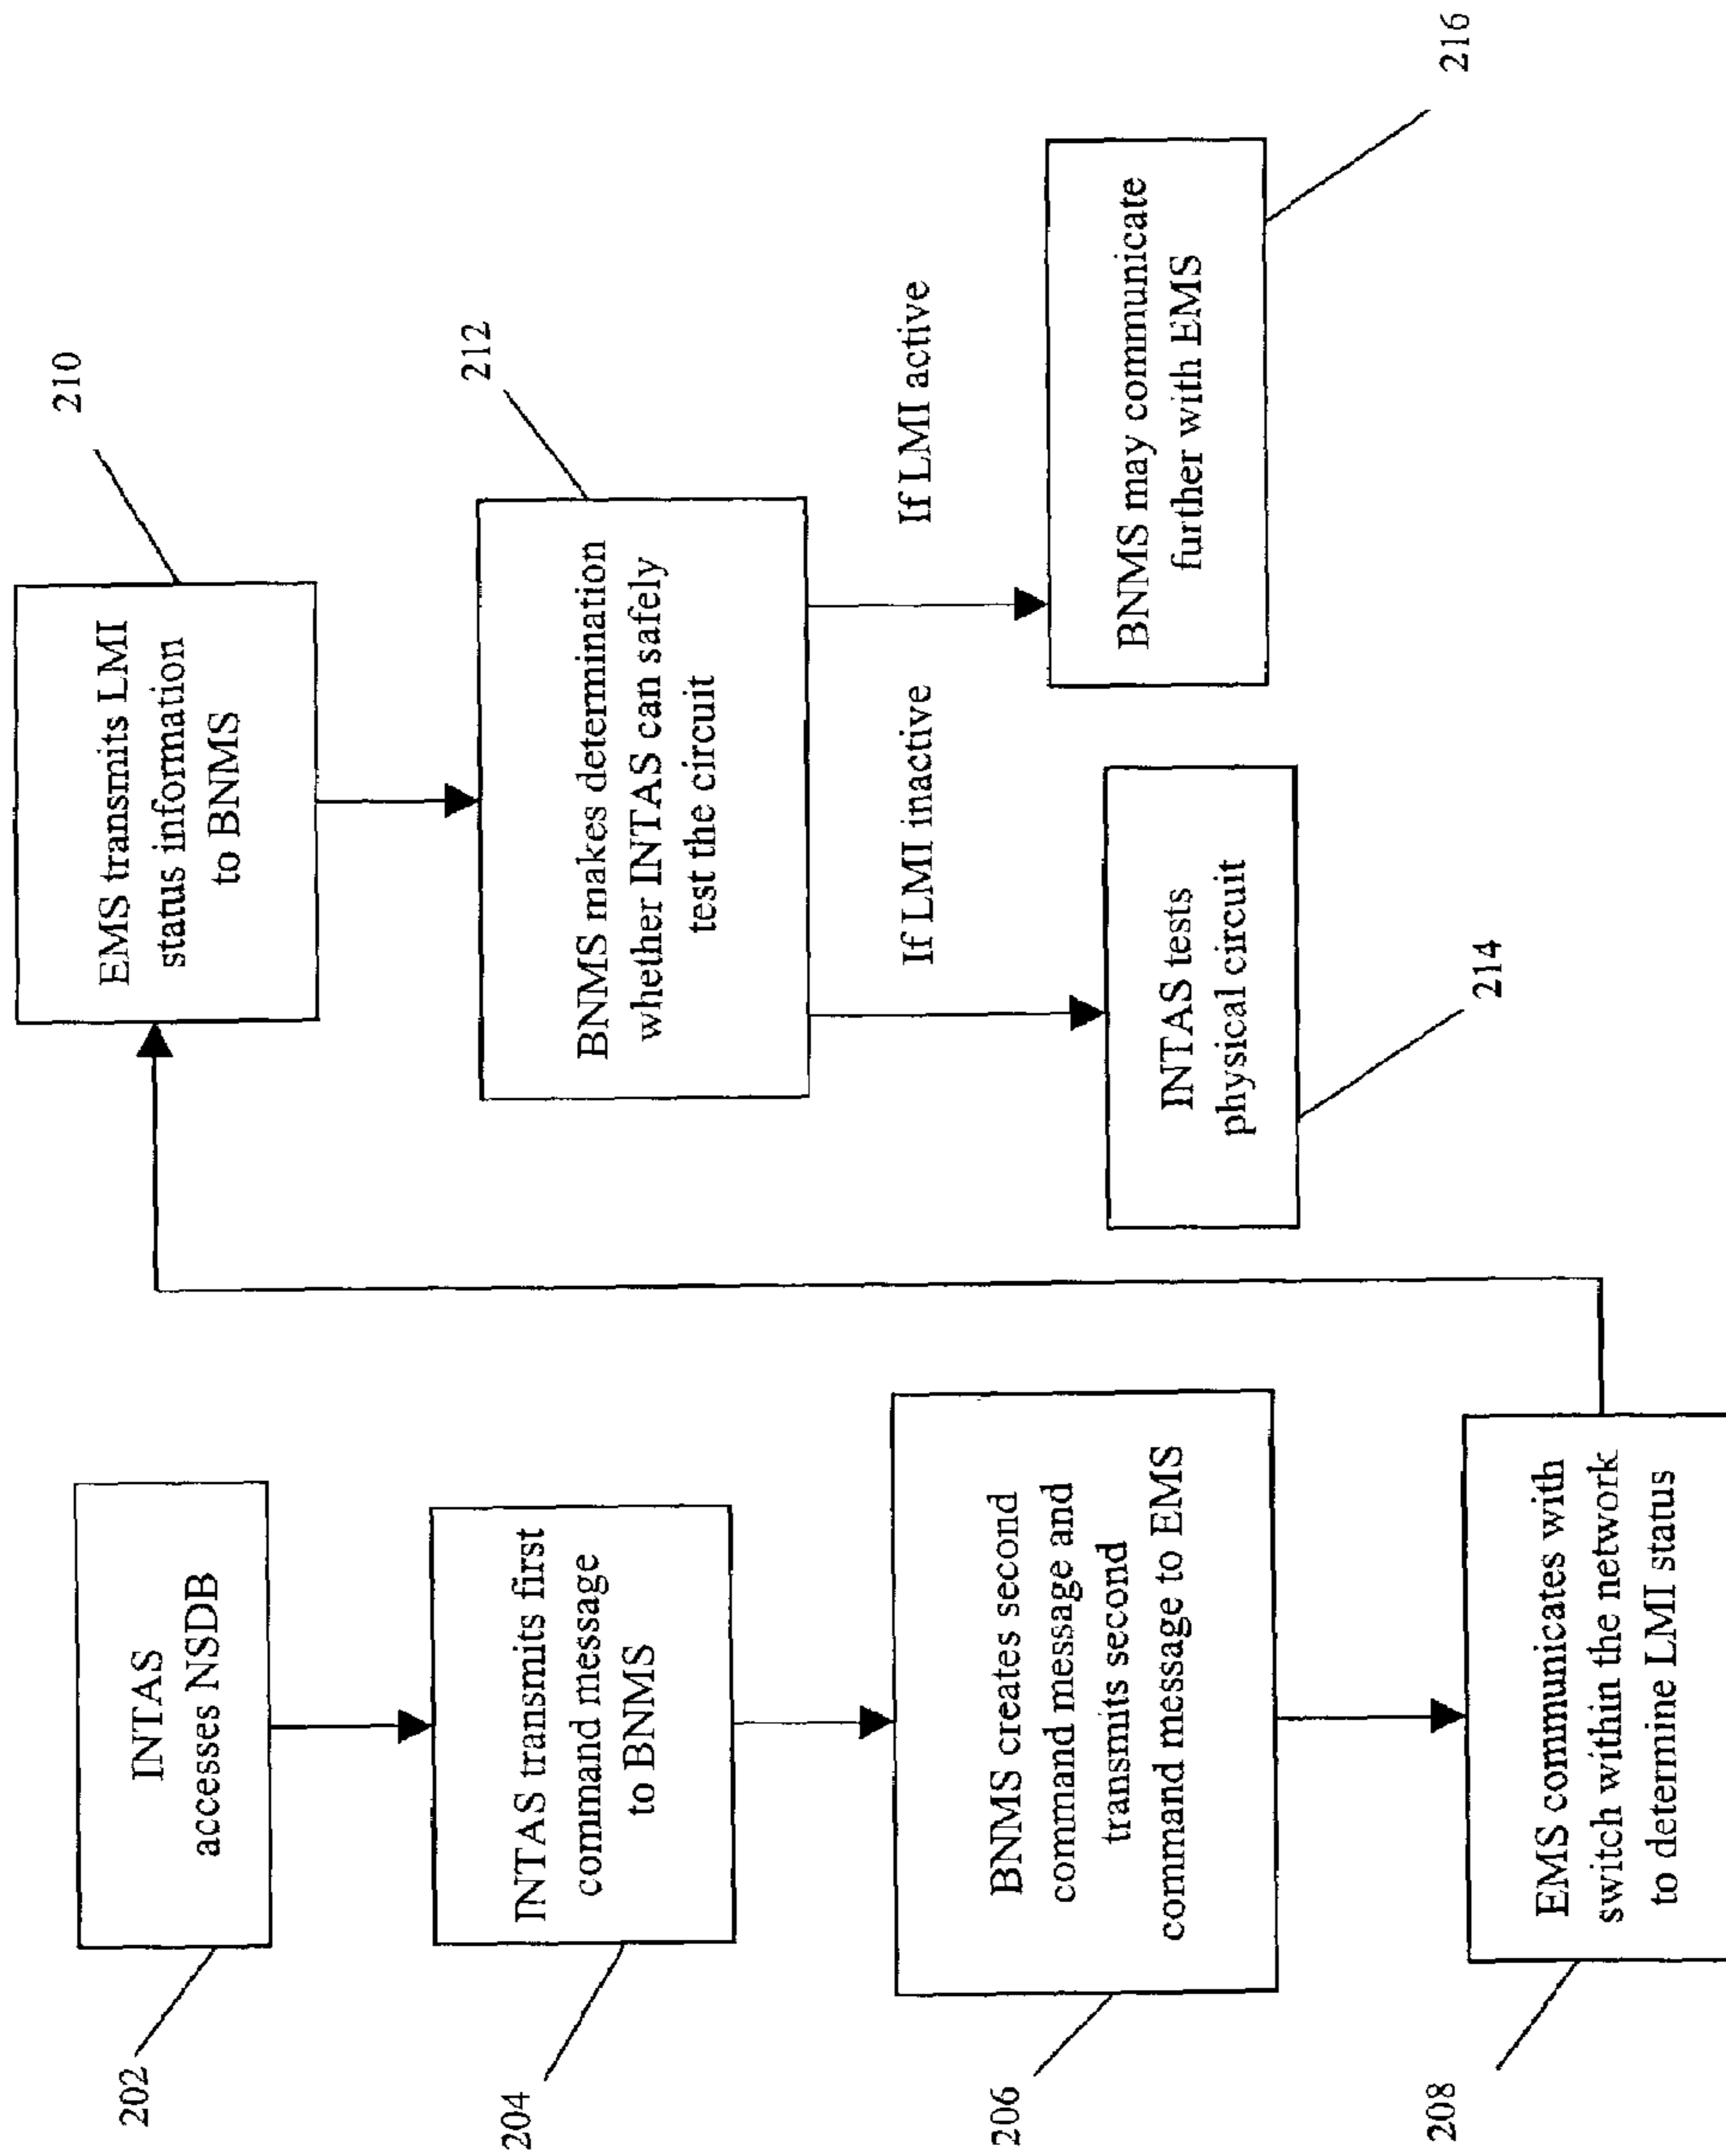 INTAS
accesses NSDB
202
INTAS transmits first
command message
to BNMS
204
BNMS creates second
command message and
transmits second
command message to EMS
206
EMS communicates with
switch within the network
to determine LMI status
208
EMS transmits LMI
status information
to BNMS
210
BNMS makes determination
whether INTAS can safely
test the circuit
212
If LMI inactive
If LMI active
INTAS tests
physical circuit
214
BNMS may communicate
further with EMS
216